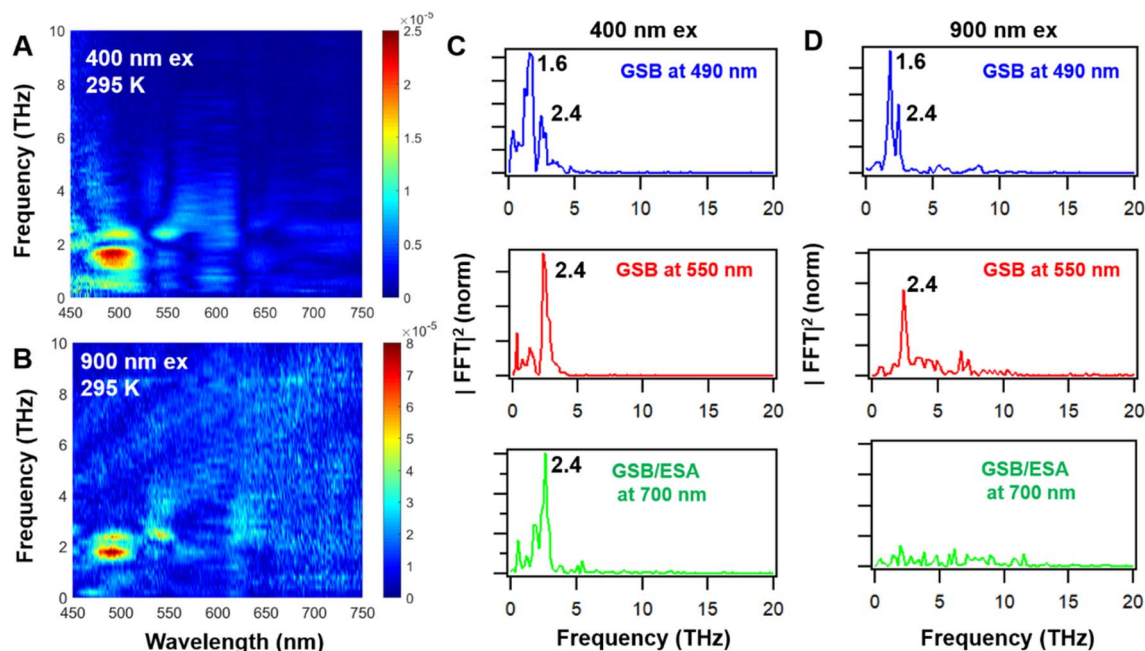 A
400 nm ex
295 K
Frequency (THz)
10
8
6
4
2
0
450 500 550 600 650 700 750
×10⁻⁵
2.5
2
1.5
1
0.5
0
B
900 nm ex
295 K
Frequency (THz)
10
8
6
4
2
0
450 500 550 600 650 700 750
Wavelength (nm)
×10⁻⁵
8
7
6
5
4
3
2
1
0
C
400 nm ex
GSB at 490 nm
1.6
2.4
0 5 10 15 20
GSB at 550 nm
2.4
0 5 10 15 20
GSB/ESA
at 700 nm
2.4
0 5 10 15 20
| FFT|² (norm)
Frequency (THz)
D
900 nm ex
GSB at 490 nm
1.6
2.4
0 5 10 15 20
GSB at 550 nm
2.4
0 5 10 15 20
GSB/ESA
at 700 nm
0 5 10 15 20
| FFT|² (norm)
Frequency (THz)